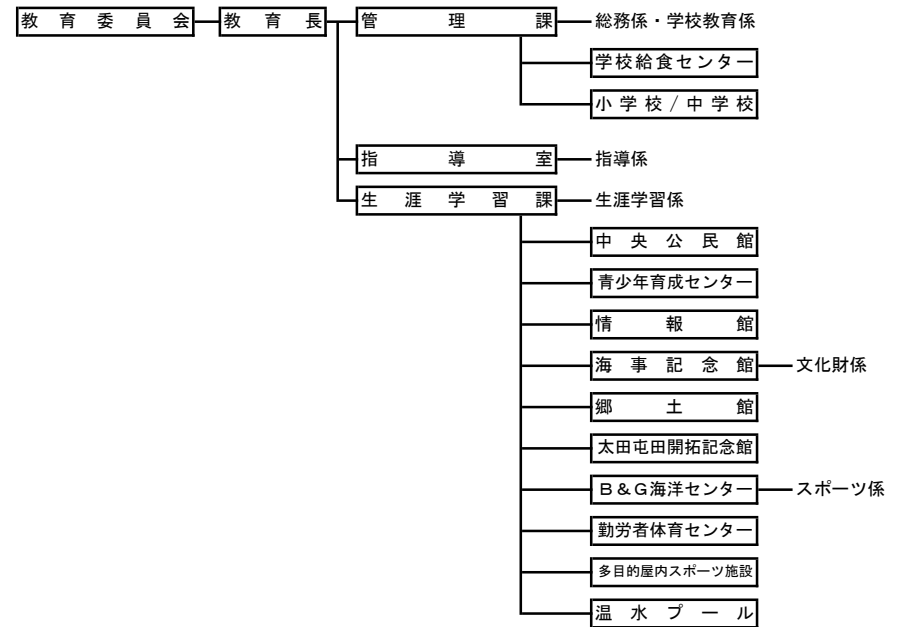 教育委員会 教育長 管理課 総務係・学校教育係
学校給食センター
小学校/中学校
指導室 指導係
生涯学習課 生涯学習係
中央公民館
青少年育成センター
情報館
海事記念館 文化財係
郷土館
太田屯田開拓記念館
B&G海洋センター スポーツ係
勤労者体育センター
多目的屋内スポーツ施設
温水プール